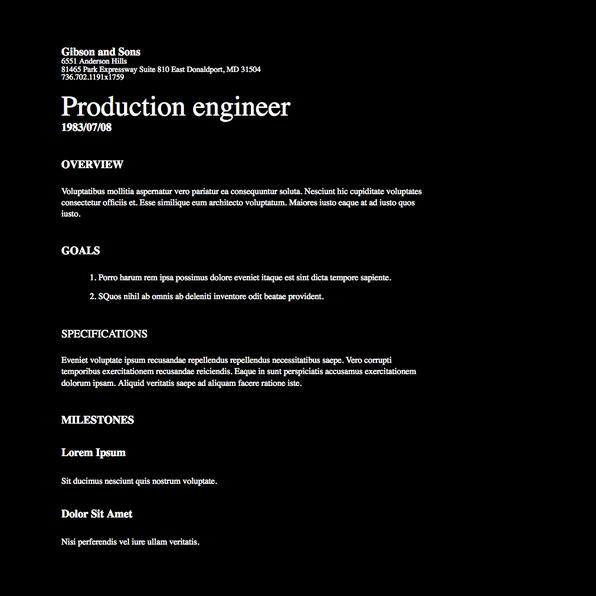 Gibson and Sons
6551 Anderson Hills
81465 Park Expressway Suite 810 East Donaldport, MD 31504
736.702.1191x1759
Production engineer
1983/07/08
OVERVIEW
Voluptatibus mollitia aspernatur vero pariatur ea consequuntur soluta. Nesciunt hic cupiditate voluptates
consectetur officiis et. Esse similique eum architecto voluptatum. Maiores iusto eaque at ad iusto quos
iusto.
GOALS
1. Porro harum rem ipsa possimus dolore eveniet itaque est sint dicta tempore sapiente.
2. SQuos nihil ab omnis ab deleniti inventore odit beatae provident.
SPECIFICATIONS
Eveniet voluptate ipsum recusandae repellendus repellendus necessitatibus saepe. Vero corrupti
temporibus exercitationem recusandae reiciendis. Eaque in sunt perspiciatis accusamus exercitationem
dolorum ipsam. Aliquid veritatis saepe ad aliquam facere ratione iste.
MILESTONES
Lorem Ipsum
Sit ducimus nesciunt quis nostrum voluptate.
Dolor Sit Amet
Nisi perferendis vel iure ullam veritatis.